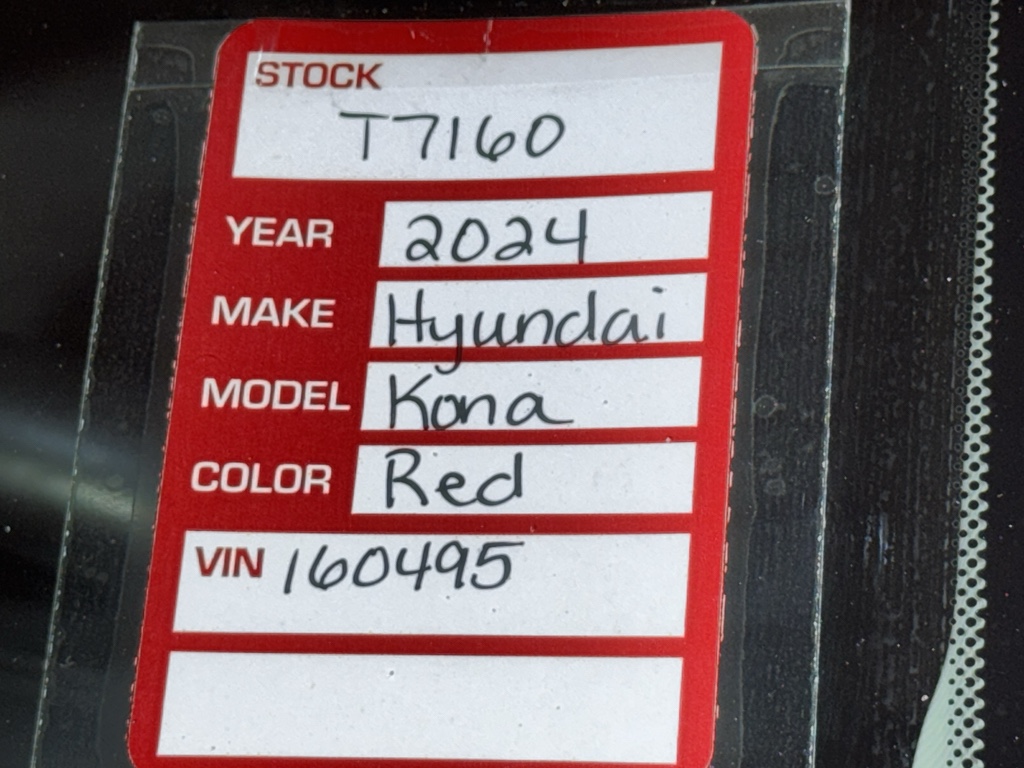 STOCK
T7160
YEAR 2024
MAKE Hyundai
MODEL Kona
COLOR Red
VIN 160495